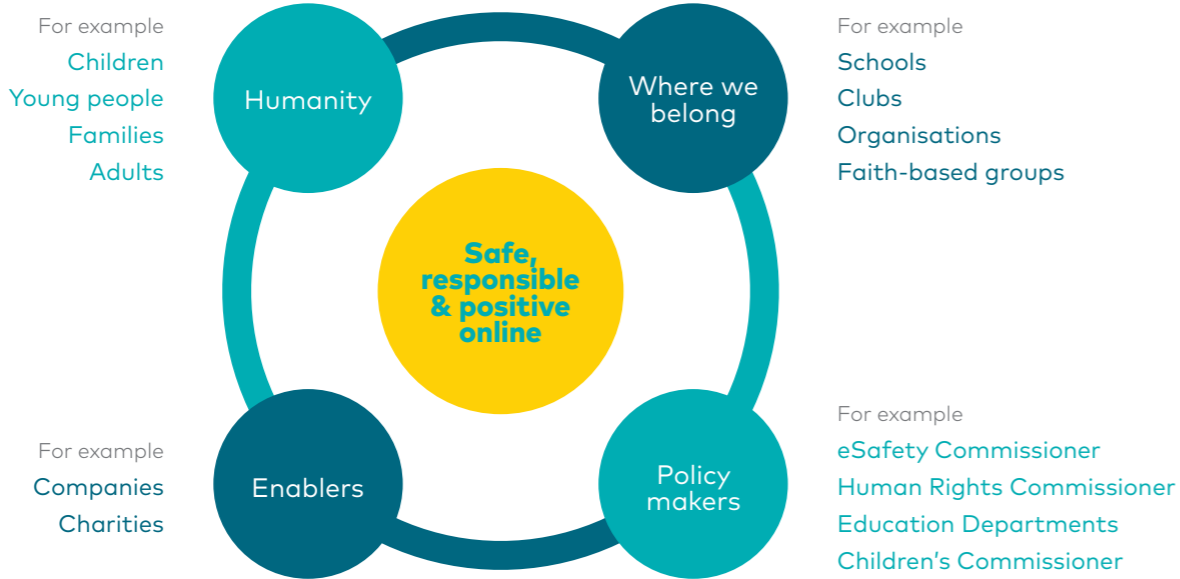 For example
Children
Young people
Families
Adults
Humanity
Where we
belong
For example
Schools
Clubs
Organisations
Faith-based groups
Safe,
responsible
& positive
online
For example
Companies
Charities
Enablers
Policy
makers
For example
eSafety Commissioner
Human Rights Commissioner
Education Departments
Children’s Commissioner